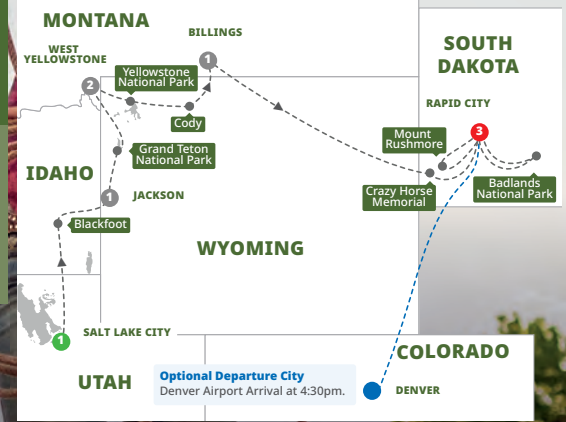 MONTANA
BILLINGS
WEST
YELLOWSTONE
SOUTH
DAKOTA
1
Yellowstone
National Park
2
RAPID CITY
Cody
Mount
Rushmore
3
Grand Teton
National Park
IDAHO
Badlands
National Park
Crazy Horse
Memorial
1
JACKSON
Blackfoot
WYOMING
SALT LAKE CITY
1
COLORADO
UTAH
Optional Departure City
Denver Airport Arrival at 4:30pm.
DENVER